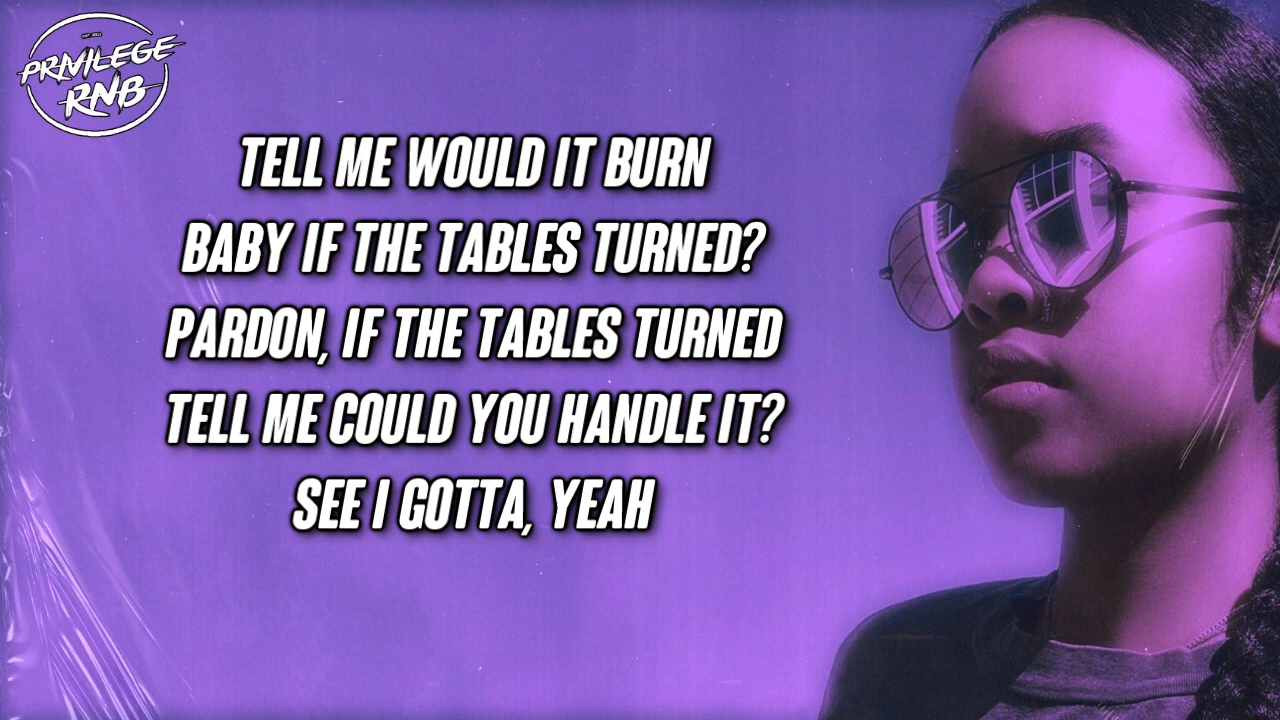 PRIVILEGE
RNB
TELL ME WOULD IT BURN
BABY IF THE TABLES TURNED?
PARDON, IF THE TABLES TURNED
TELL ME COULD YOU HANDLE IT?
SEE I GOTTA, YEAH